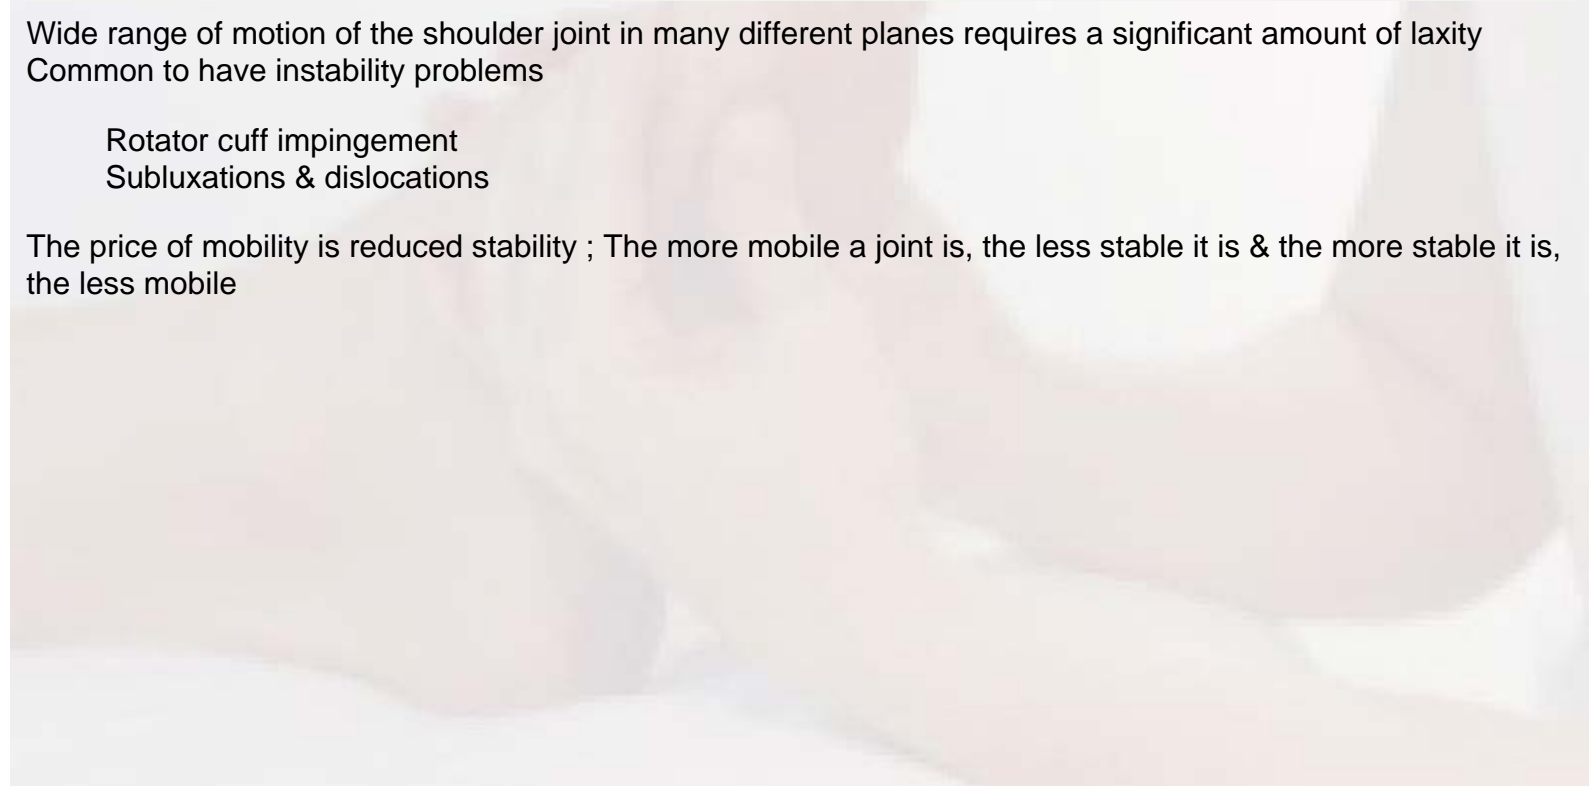 Wide range of motion of the shoulder joint in many different planes requires a significant amount of laxity
Common to have instability problems
Rotator cuff impingement
Subluxations & dislocations
The price of mobility is reduced stability ; The more mobile a joint is, the less stable it is & the more stable it is,
the less mobile